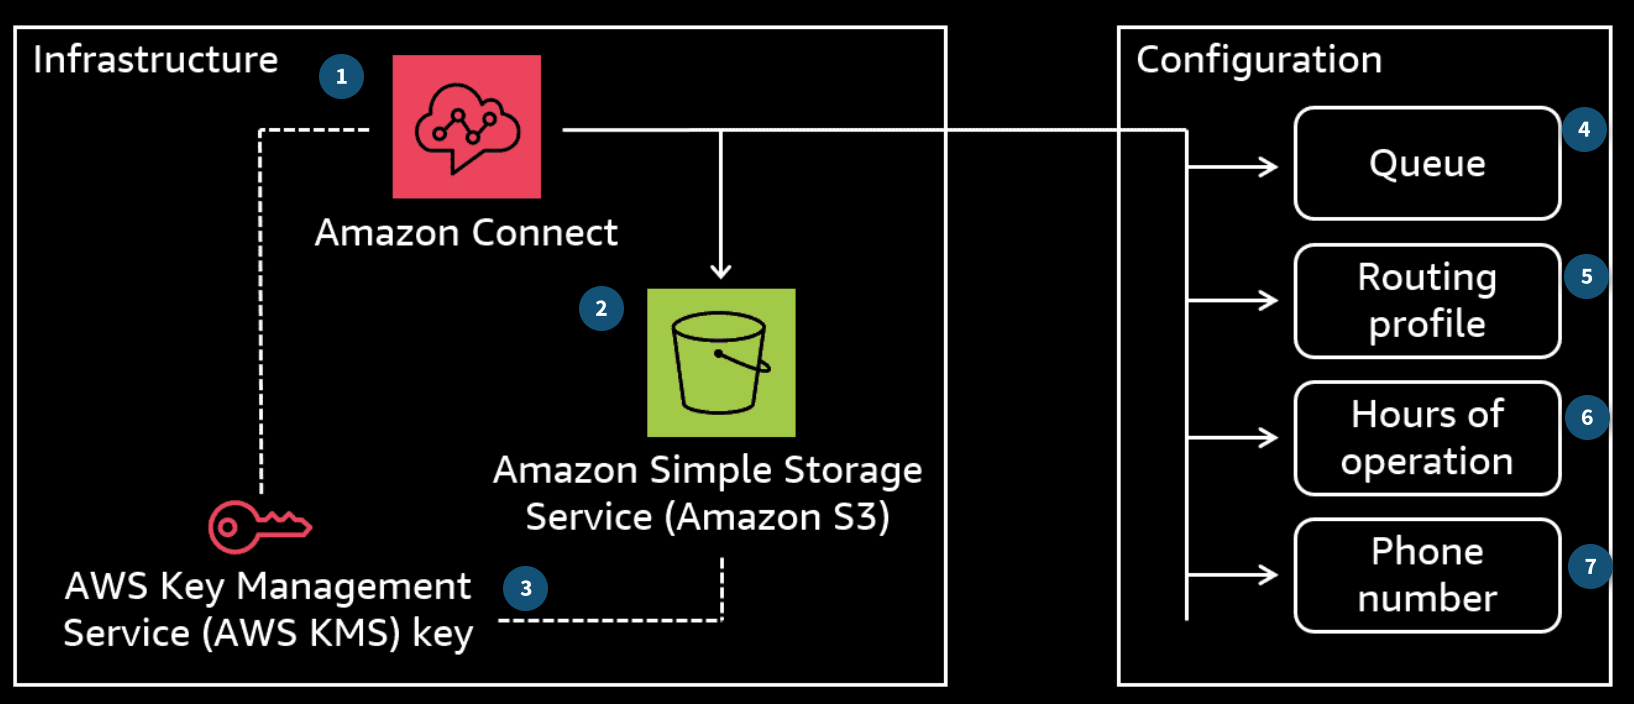 Infrastructure
1
Amazon Connect
2
Amazon Simple Storage
Service (Amazon S3)
AWS Key Management
Service (AWS KMS) key
3
Configuration
Queue
4
Routing
profile
5
Hours of
operation
6
Phone
number
7